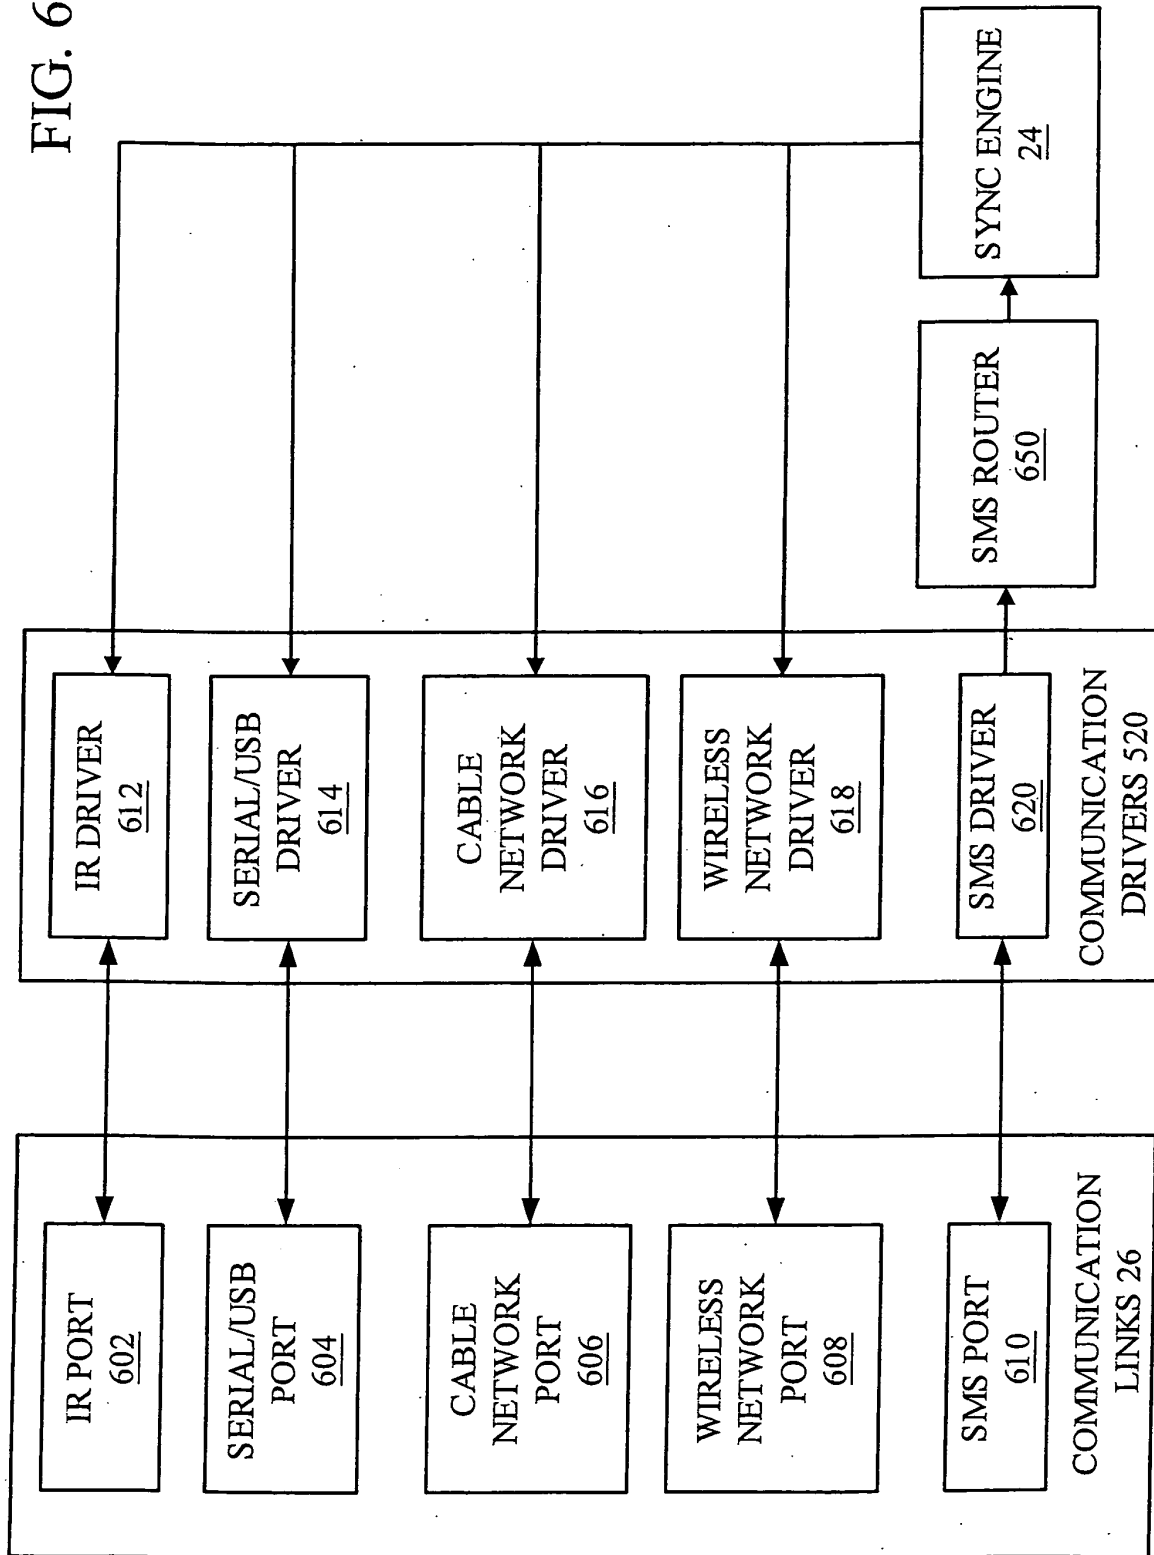 FIG. 6
IR PORT
602
SERIAL/USB
PORT
604
CABLE
NETWORK
PORT
606
WIRELESS
NETWORK
PORT
608
SMS PORT
610
COMMUNICATION
LINKS 26
IR DRIVER
612
SERIAL/USB
DRIVER
614
CABLE
NETWORK
DRIVER
616
WIRELESS
NETWORK
DRIVER
618
SMS DRIVER
620
COMMUNICATION
DRIVERS 520
SMS ROUTER
650
SYNC ENGINE
24